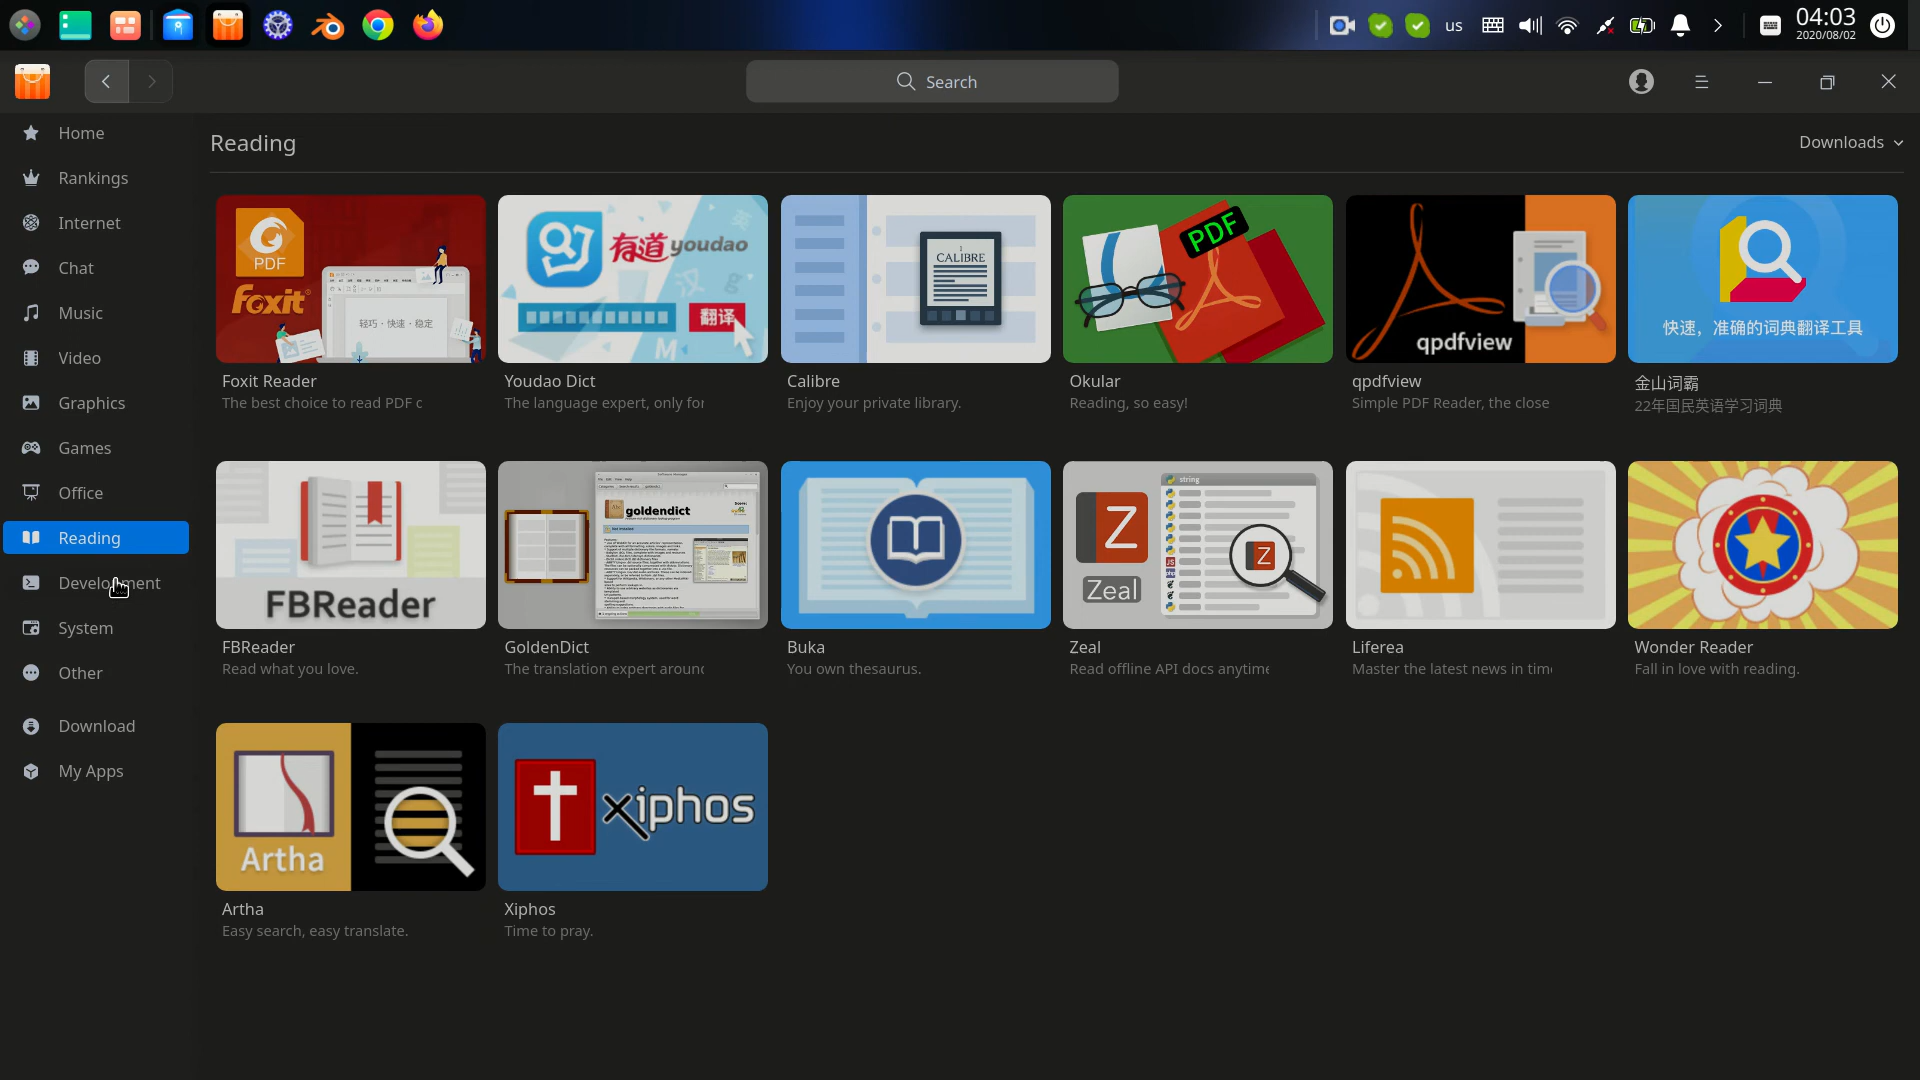 us
04:03
2020/08/02
Search
Home
Rankings
Internet
Chat
Music
Video
Graphics
Games
Office
Reading
Development
System
Other
Download
My Apps
Reading
Downloads
PDF
Foxit
轻巧·快速·稳定
Foxit Reader
The best choice to read PDF c
有道 youdao
英
汉
g
M
翻译
Youdao Dict
The language expert, only for
CALIBRE
Calibre
Enjoy your private library.
PDF
Okular
Reading, so easy!
qpdfview
qpdfview
Simple PDF Reader, the close
快速，准确的词典翻译工具
金山词霸
22年国民英语学习词典
FBReader
FBReader
Read what you love.
goldendict
GoldenDict
The translation expert around
Buka
You own thesaurus.
Z
Zeal
string
Z
Zeal
Read offline API docs anytime
Liferea
Master the latest news in time
Wonder Reader
Fall in love with reading.
Artha
Artha
Easy search, easy translate.
xiphos
Xiphos
Time to pray.